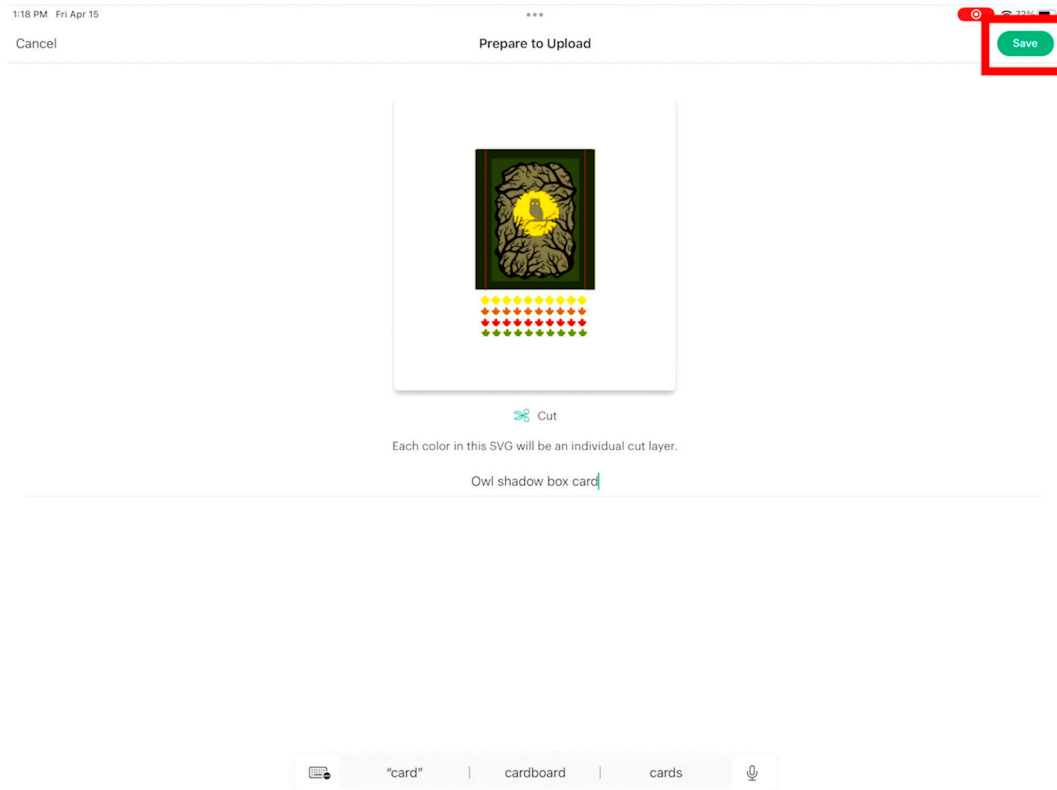 1:18 PM Fri Apr 15
72%
Cancel
Prepare to Upload
Save
Cut
Each color in this SVG will be an individual cut layer.
Owl shadow box card
“card”
cardboard
cards